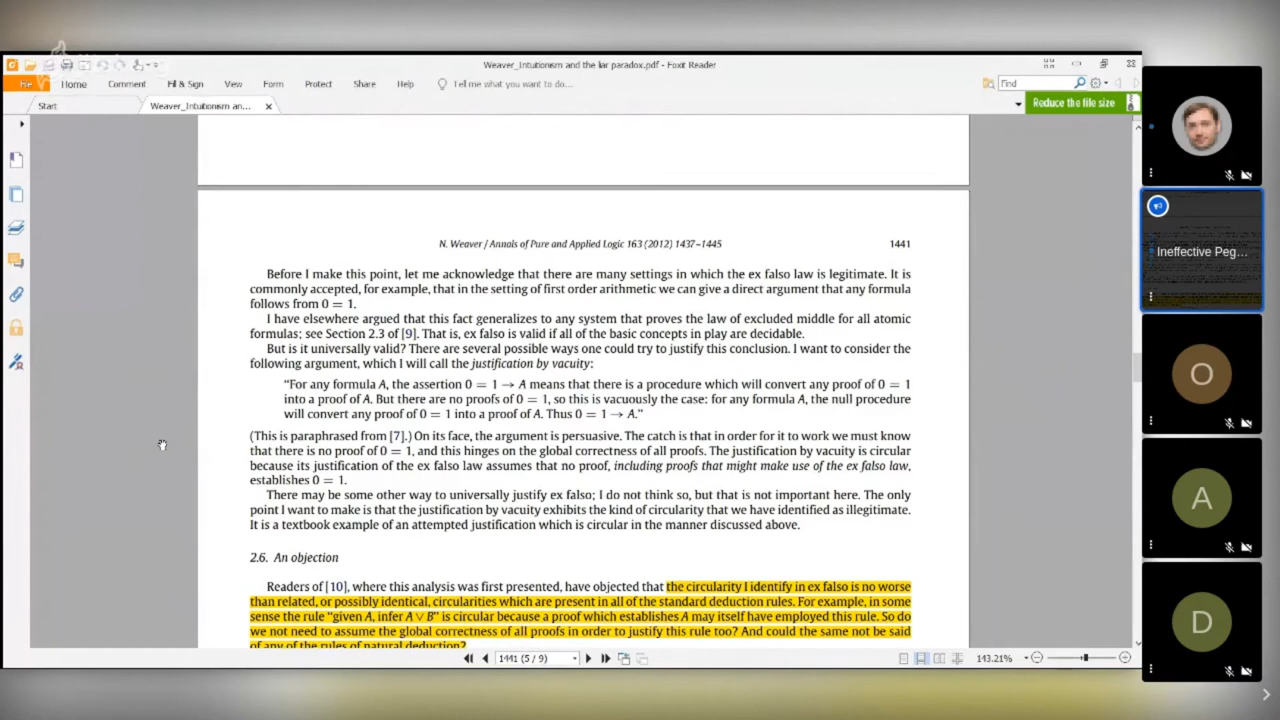 Weaver_Intuitionism and the liar paradox.pdf - Foxit Reader
File Home Comment Fill & Sign View Form Protect Share Help Tell me what you want to do... Find
Start Weaver_Intuitionism an... Reduce the file size
N. Weaver / Annals of Pure and Applied Logic 163 (2012) 1437–1445 1441
Before I make this point, let me acknowledge that there are many settings in which the ex falso law is legitimate. It is
commonly accepted, for example, that in the setting of first order arithmetic we can give a direct argument that any formula
follows from 0 = 1.
I have elsewhere argued that this fact generalizes to any system that proves the law of excluded middle for all atomic
formulas; see Section 2.3 of [9]. That is, ex falso is valid if all of the basic concepts in play are decidable.
But is it universally valid? There are several possible ways one could try to justify this conclusion. I want to consider the
following argument, which I will call the justification by vacuity:
“For any formula A, the assertion 0 = 1 → A means that there is a procedure which will convert any proof of 0 = 1
into a proof of A. But there are no proofs of 0 = 1, so this is vacuously the case: for any formula A, the null procedure
will convert any proof of 0 = 1 into a proof of A. Thus 0 = 1 → A.”
(This is paraphrased from [7].) On its face, the argument is persuasive. The catch is that in order for it to work we must know
that there is no proof of 0 = 1, and this hinges on the global correctness of all proofs. The justification by vacuity is circular
because its justification of the ex falso law assumes that no proof, including proofs that might make use of the ex falso law,
establishes 0 = 1.
There may be some other way to universally justify ex falso; I do not think so, but that is not important here. The only
point I want to make is that the justification by vacuity exhibits the kind of circularity that we have identified as illegitimate.
It is a textbook example of an attempted justification which is circular in the manner discussed above.
2.6. An objection
Readers of [10], where this analysis was first presented, have objected that the circularity I identify in ex falso is no worse
than related, or possibly identical, circularities which are present in all of the standard deduction rules. For example, in some
sense the rule “given A, infer A ∨ B” is circular because a proof which establishes A may itself have employed this rule. So do
we not need to assume the global correctness of all proofs in order to justify this rule too? And could the same not be said
of any of the rules of natural deduction?
1441 (5 / 9) 143.21%
Ineffective Peg...
O
A
D